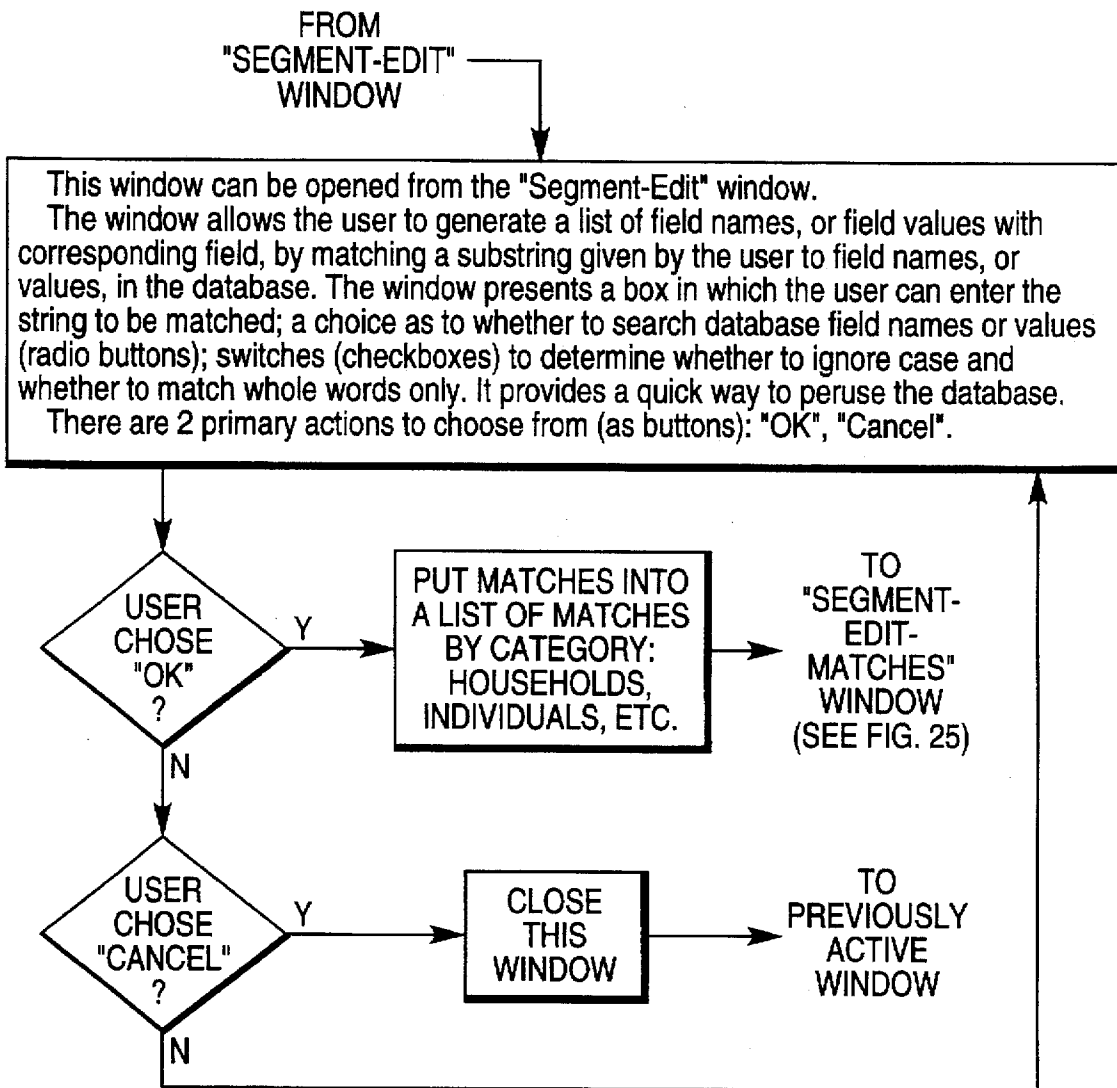 FROM
"SEGMENT-EDIT"
WINDOW
This window can be opened from the "Segment-Edit" window.
The window allows the user to generate a list of field names, or field values with
corresponding field, by matching a substring given by the user to field names, or
values, in the database. The window presents a box in which the user can enter the
string to be matched; a choice as to whether to search database field names or values
(radio buttons); switches (checkboxes) to determine whether to ignore case and
whether to match whole words only. It provides a quick way to peruse the database.
There are 2 primary actions to choose from (as buttons): "OK", "Cancel".
USER
CHOSE
"OK"
?
Y
N
PUT MATCHES INTO
A LIST OF MATCHES
BY CATEGORY:
HOUSEHOLDS,
INDIVIDUALS, ETC.
TO
"SEGMENT-
EDIT-
MATCHES"
WINDOW
(SEE FIG. 25)
USER
CHOSE
"CANCEL"
?
Y
N
CLOSE
THIS
WINDOW
TO
PREVIOUSLY
ACTIVE
WINDOW